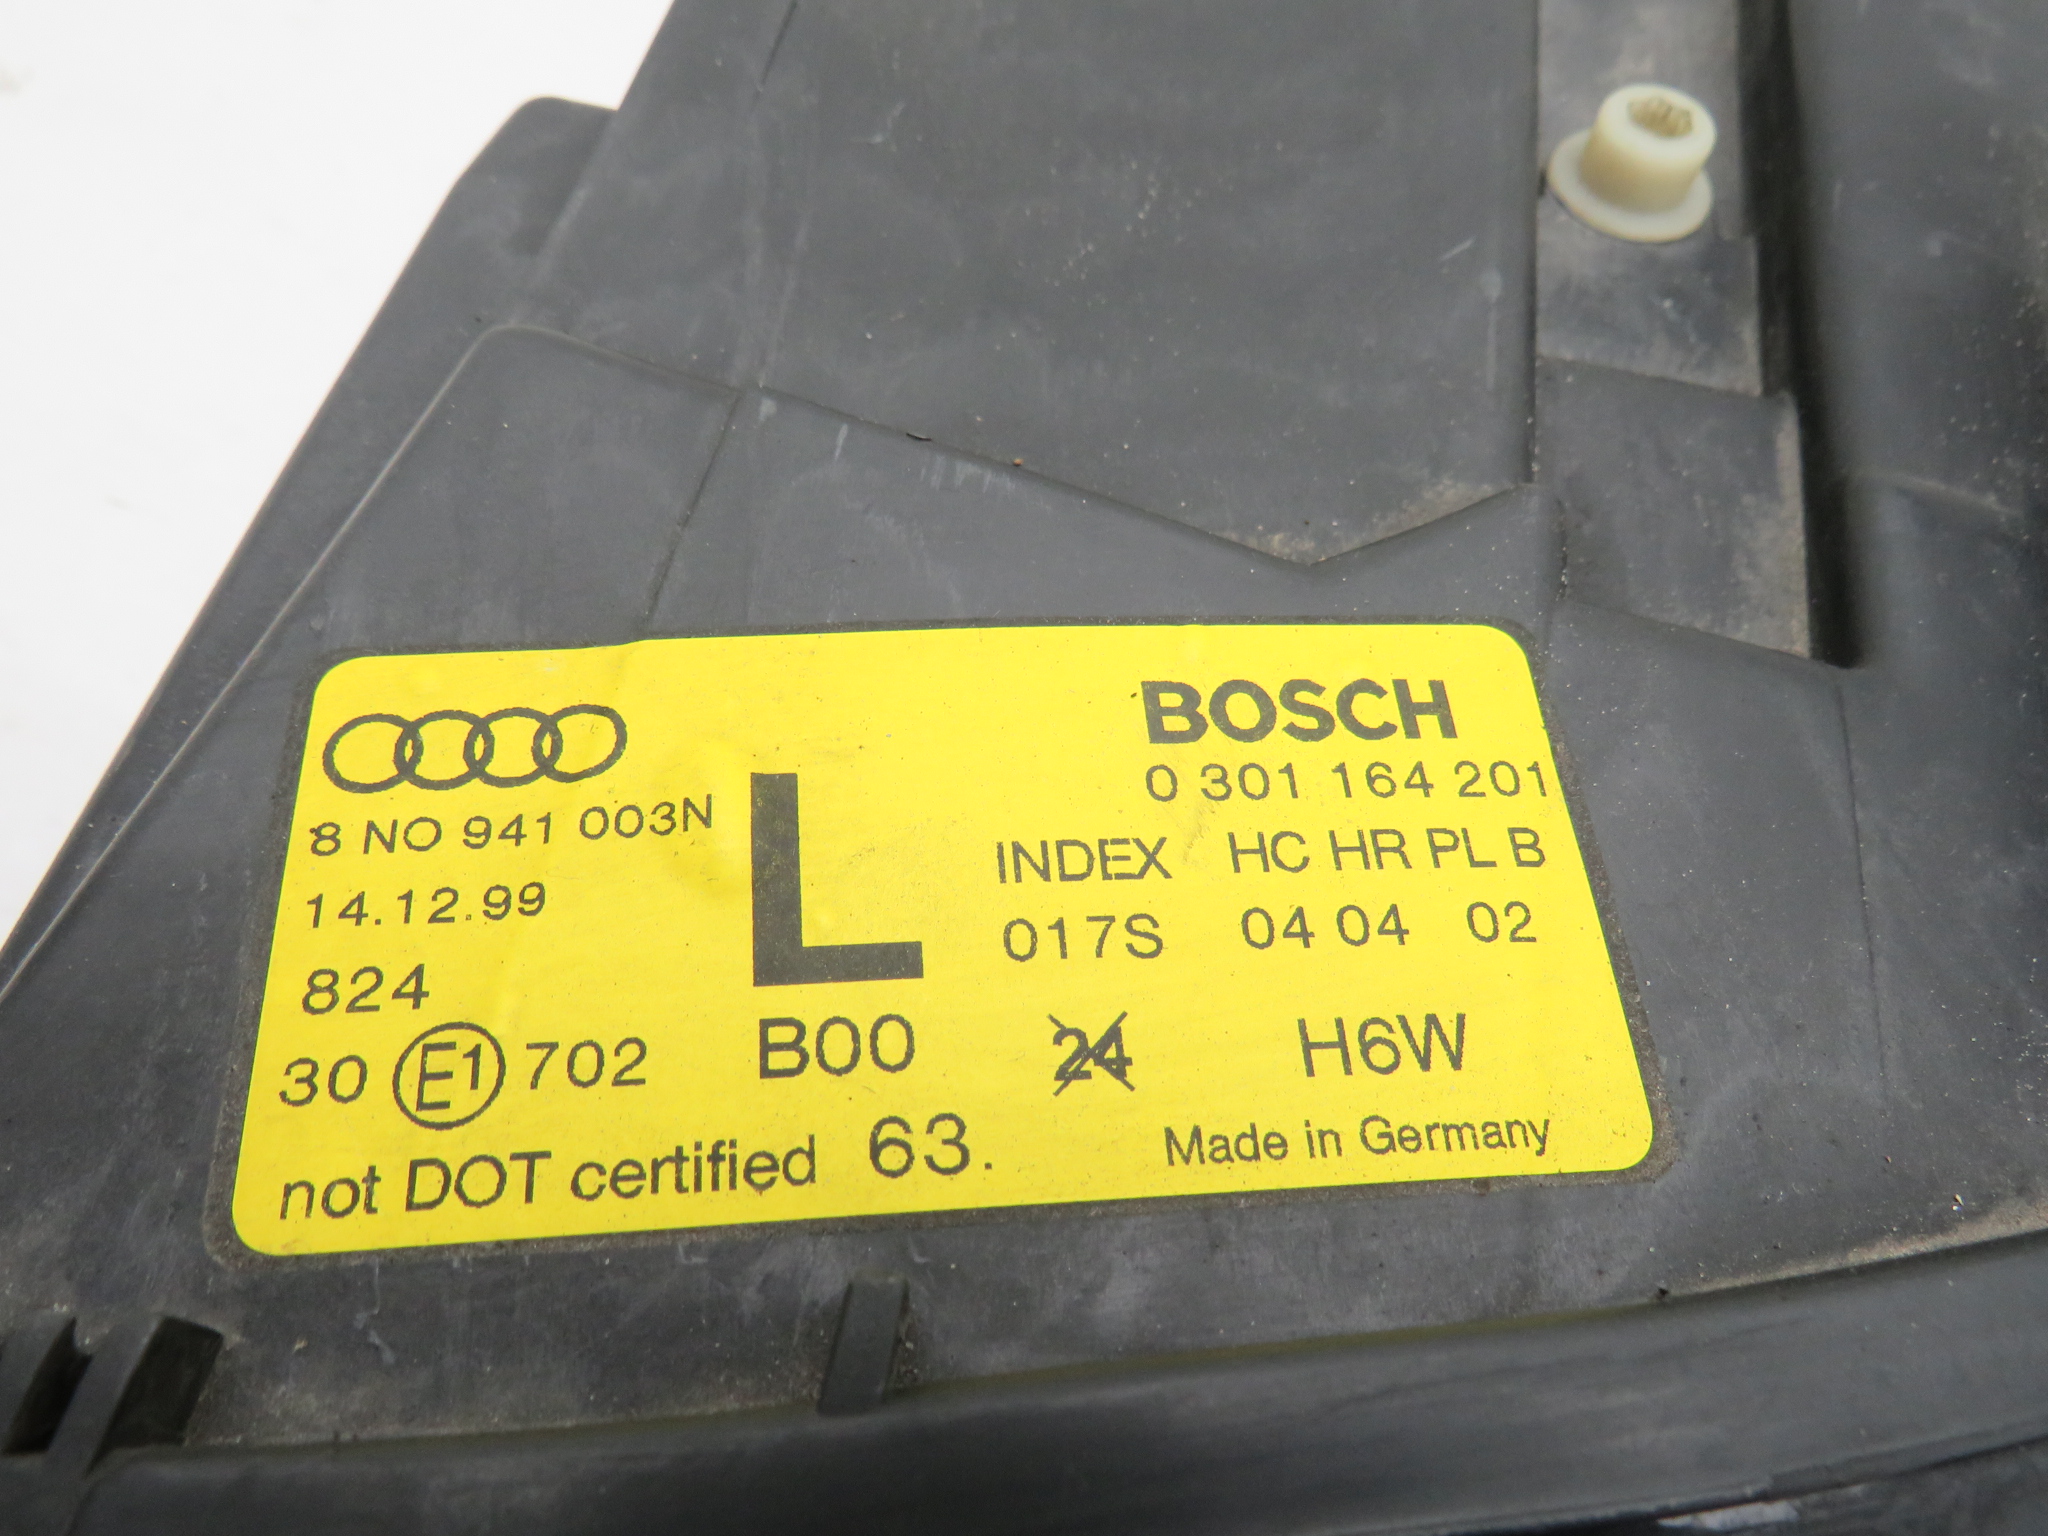 BOSCH
8 NO 941 003N
0 301 164 201
L
INDEX HC HR PL B
14.12.99
017S 04 04 02
824
30 E1 702
B00
24
H6W
not DOT certified 63.
Made in Germany